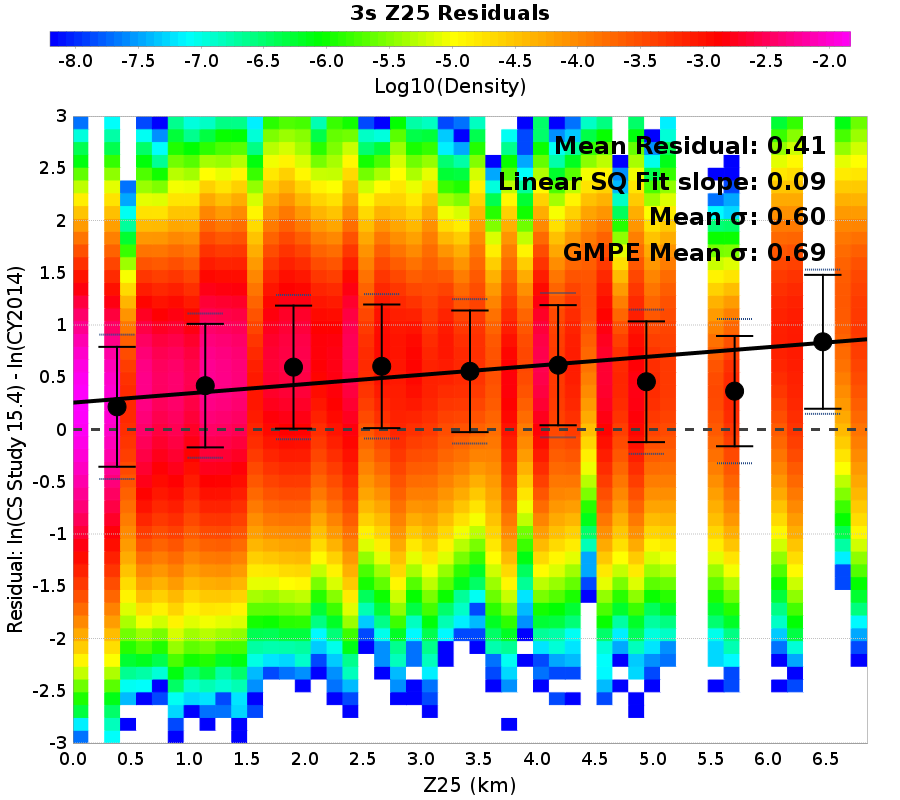 3s Z25 Residuals
-8.0 -7.5 -7.0 -6.5 -6.0 -5.5 -5.0 -4.5 -4.0 -3.5 -3.0 -2.5 -2.0
Log10(Density)
Mean Residual: 0.41
Linear SQ Fit slope: 0.09
Mean σ: 0.60
GMPE Mean σ: 0.69
Residual: ln(CS Study 15.4) - ln(CY2014)
3
2.5
2
1.5
1
0.5
0
-0.5
-1
-1.5
-2
-2.5
-3
0.0 0.5 1.0 1.5 2.0 2.5 3.0 3.5 4.0 4.5 5.0 5.5 6.0 6.5
Z25 (km)